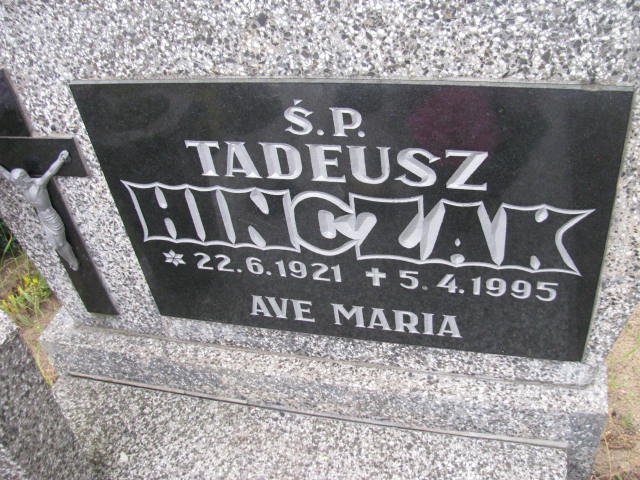 Ś.P.
TADEUSZ
HINCZAK
* 22.6.1921 ✝ 5.4.1995
AVE MARIA